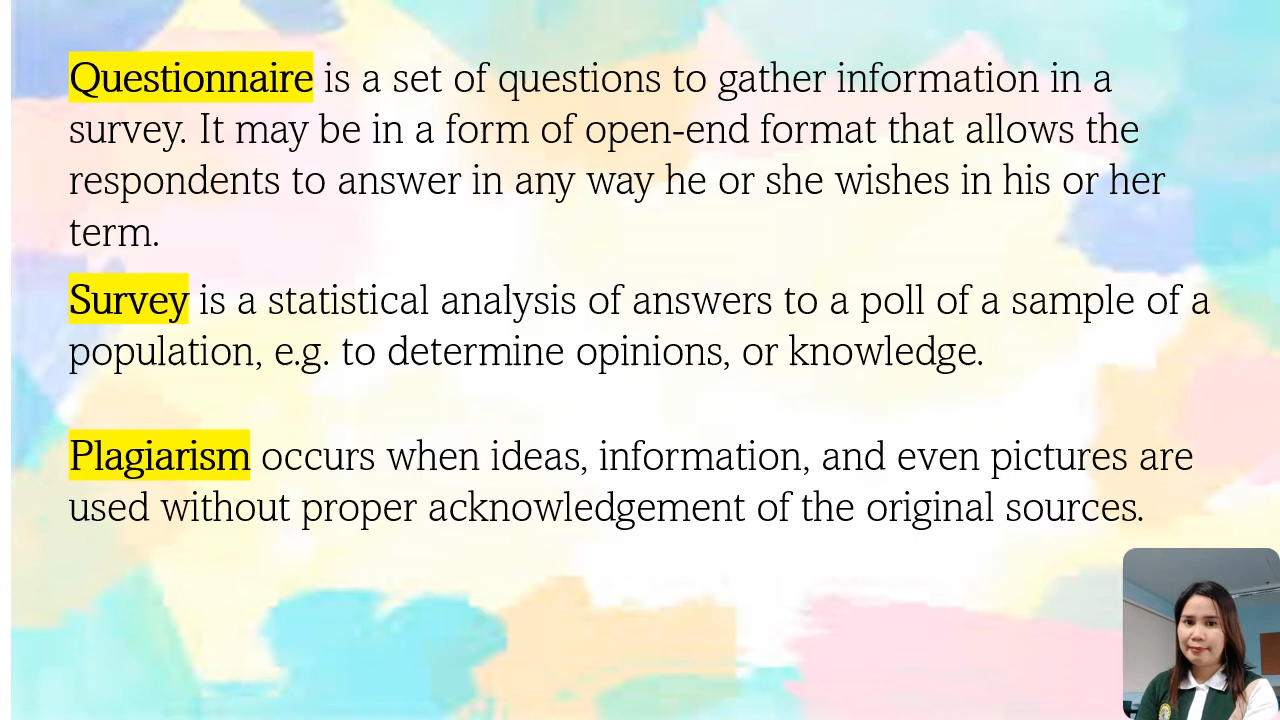 Questionnaire is a set of questions to gather information in a
survey. It may be in a form of open-end format that allows the
respondents to answer in any way he or she wishes in his or her
term.
Survey is a statistical analysis of answers to a poll of a sample of a
population, e.g. to determine opinions, or knowledge.
Plagiarism occurs when ideas, information, and even pictures are
used without proper acknowledgement of the original sources.